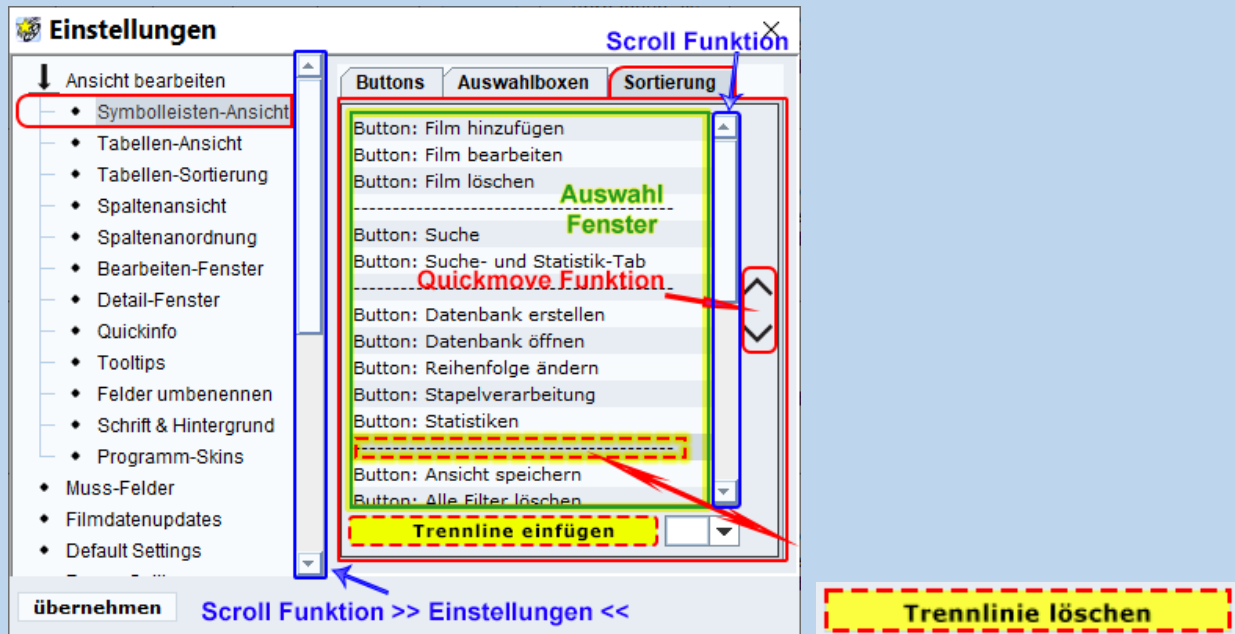 Einstellungen
Scroll Funktion
Ansicht bearbeiten
Symbolleisten-Ansicht
Tabellen-Ansicht
Tabellen-Sortierung
Spaltenansicht
Spaltenanordnung
Bearbeiten-Fenster
Detail-Fenster
Quickinfo
Tooltips
Felder umbenennen
Schrift & Hintergrund
Programm-Skins
Muss-Felder
Filmdatenupdates
Default Settings
Buttons Auswahlboxen Sortierung
Button: Film hinzufügen
Button: Film bearbeiten
Button: Film löschen
Auswahl
Fenster
Button: Suche
Button: Suche- und Statistik-Tab
Quickmove Funktion
Button: Datenbank erstellen
Button: Datenbank öffnen
Button: Reihenfolge ändern
Button: Stapelverarbeitung
Button: Statistiken
Button: Ansicht speichern
Button: Alle Filter löschen
Trennline einfügen
übernehmen
Scroll Funktion >> Einstellungen <<
Trennlinie löschen